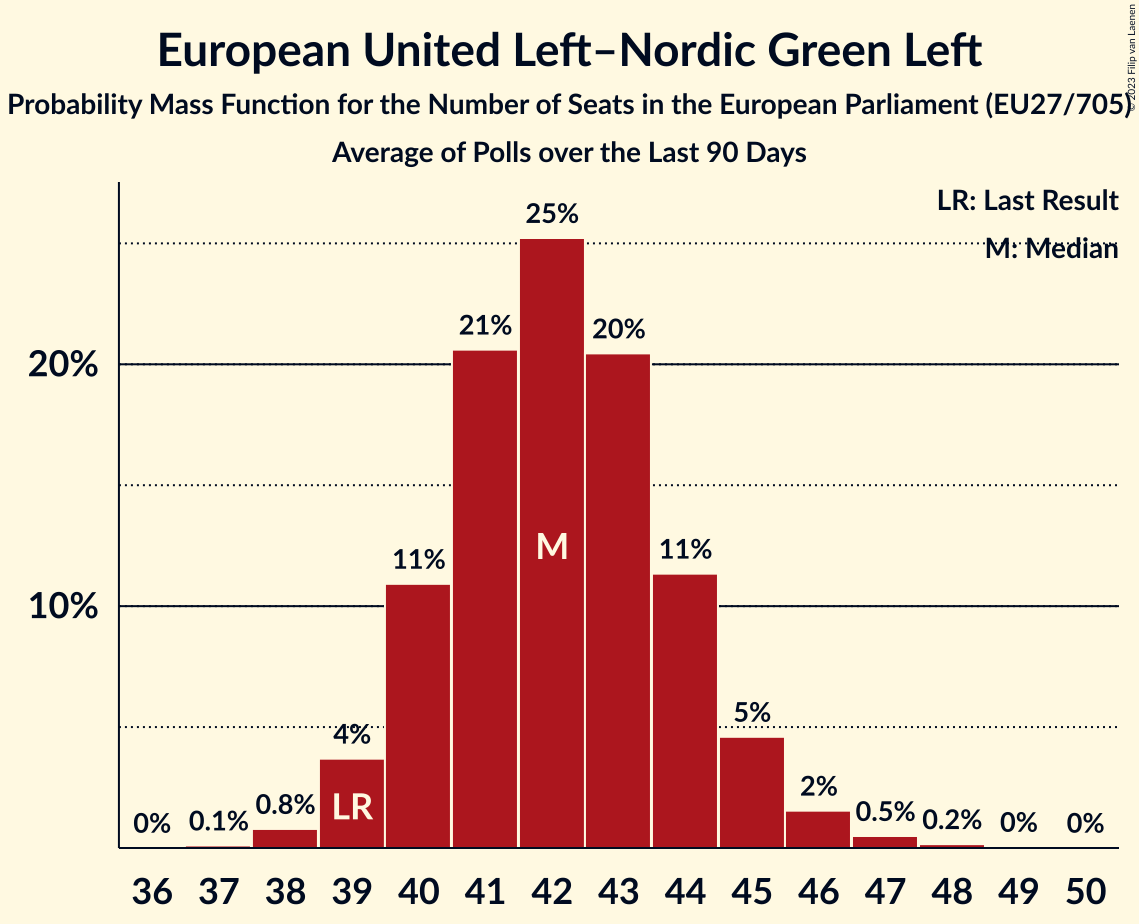 European United Left–Nordic Green Left
Probability Mass Function for the Number of Seats in the European Parliament (EU27/705)
Average of Polls over the Last 90 Days
© 2023 Filip van Laenen
LR: Last Result
M: Median
20%
10%
0%
0.1%
0.8%
4%
11%
21%
25%
20%
11%
5%
2%
0.5%
0.2%
0%
0%
LR
M
36 37 38 39 40 41 42 43 44 45 46 47 48 49 50